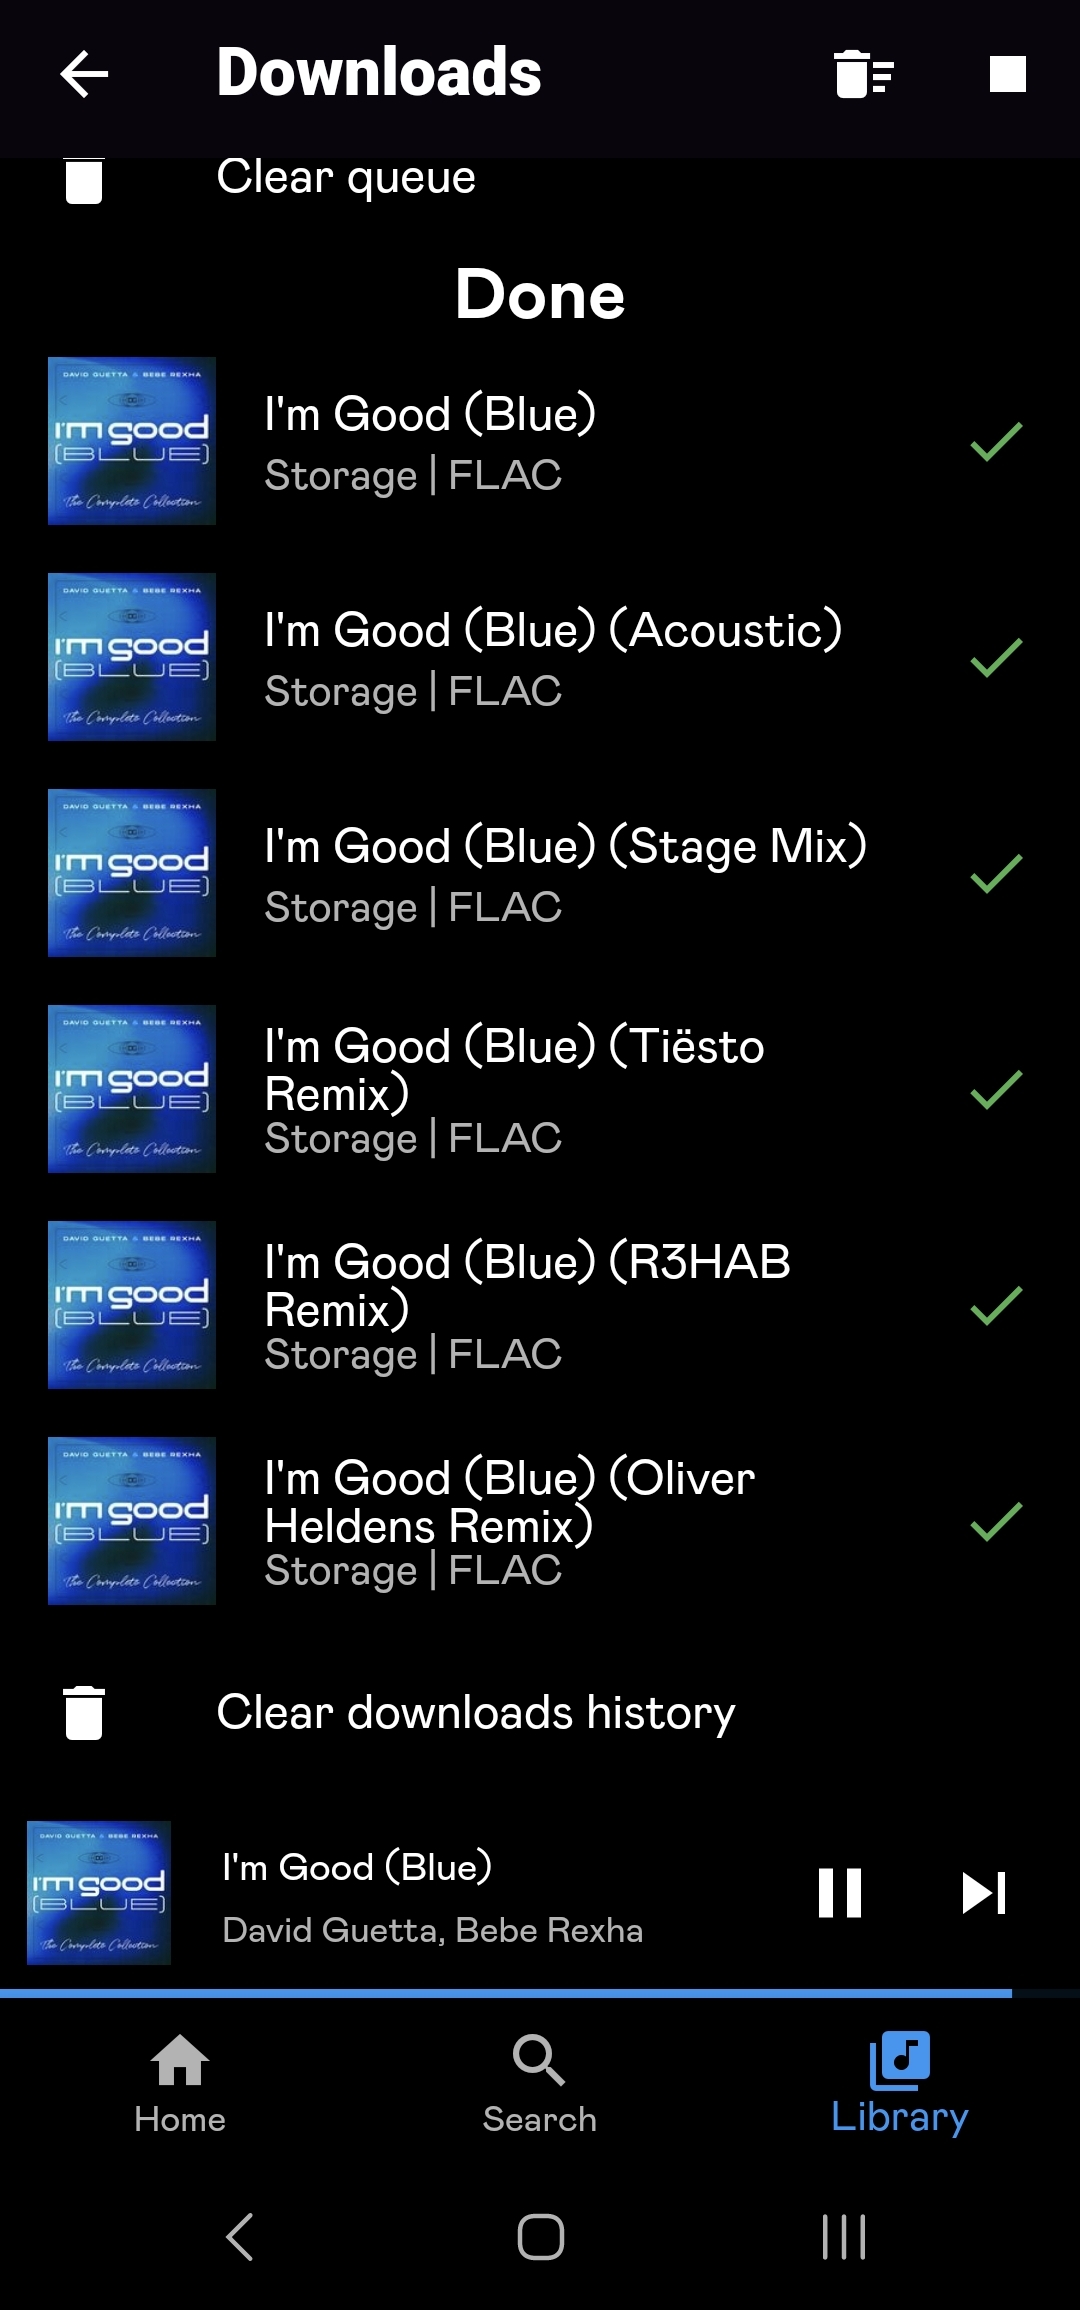 Downloads
Clear queue
Done
DAVID GUETTA & BEBE REXHA
I'm good
(BLUE)
The Complete Collection
I'm Good (Blue)
Storage | FLAC
DAVID GUETTA & BEBE REXHA
I'm good
(BLUE)
The Complete Collection
I'm Good (Blue) (Acoustic)
Storage | FLAC
DAVID GUETTA & BEBE REXHA
I'm good
(BLUE)
The Complete Collection
I'm Good (Blue) (Stage Mix)
Storage | FLAC
DAVID GUETTA & BEBE REXHA
I'm good
(BLUE)
The Complete Collection
I'm Good (Blue) (Tiësto
Remix)
Storage | FLAC
DAVID GUETTA & BEBE REXHA
I'm good
(BLUE)
The Complete Collection
I'm Good (Blue) (R3HAB
Remix)
Storage | FLAC
DAVID GUETTA & BEBE REXHA
I'm good
(BLUE)
The Complete Collection
I'm Good (Blue) (Oliver
Heldens Remix)
Storage | FLAC
Clear downloads history
DAVID GUETTA & BEBE REXHA
I'm good
(BLUE)
The Complete Collection
I'm Good (Blue)
David Guetta, Bebe Rexha
Home
Search
Library